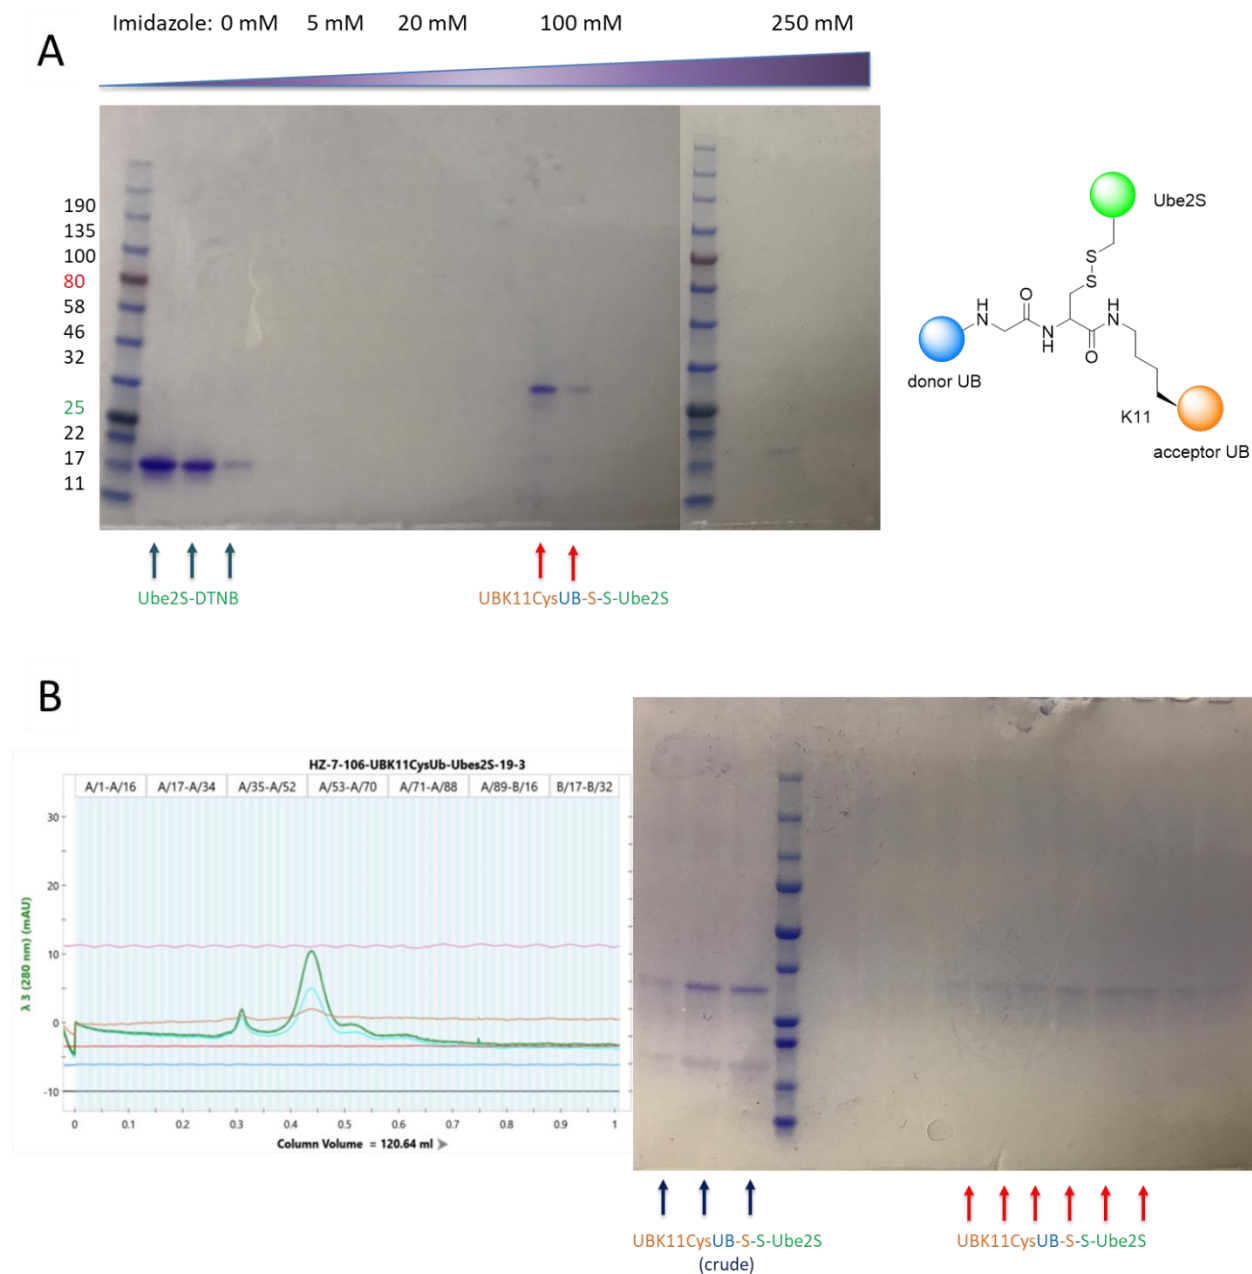 Imidazole: 0 mM 5 mM 20 mM 100 mM 250 mM
A
190
135
100
80
58
46
32
25
22
17
11
Ube2S-DTNB
UBK11CysUB-S-S-Ube2S
Ube2S
S
S
H
N
O
N
H
O
H
N
donor UB
K11
acceptor UB
B
HZ-7-106-UBK11CysUb-Ubes2S-19-3
A/1-A/16 A/17-A/34 A/35-A/52 A/53-A/70 A/71-A/88 A/89-B/16 B/17-B/32
λ 3 (280 nm) (mAU)
30
20
10
0
-10
0 0.1 0.2 0.3 0.4 0.5 0.6 0.7 0.8 0.9 1
Column Volume = 120.64 ml
UBK11CysUB-S-S-Ube2S
(crude)
UBK11CysUB-S-S-Ube2S